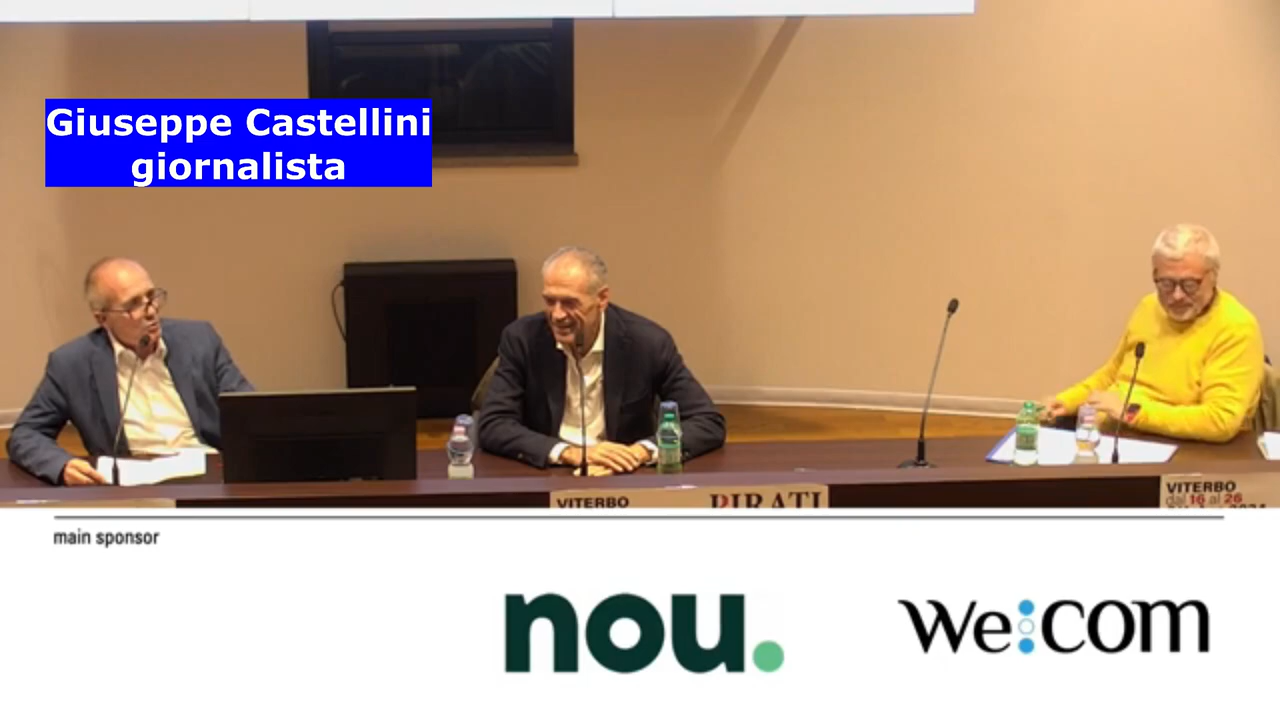 Giuseppe Castellini
giornalista
VITERBO
PIRATI
VITERBO
dal 16 al 26
main sponsor
nou.
We:com